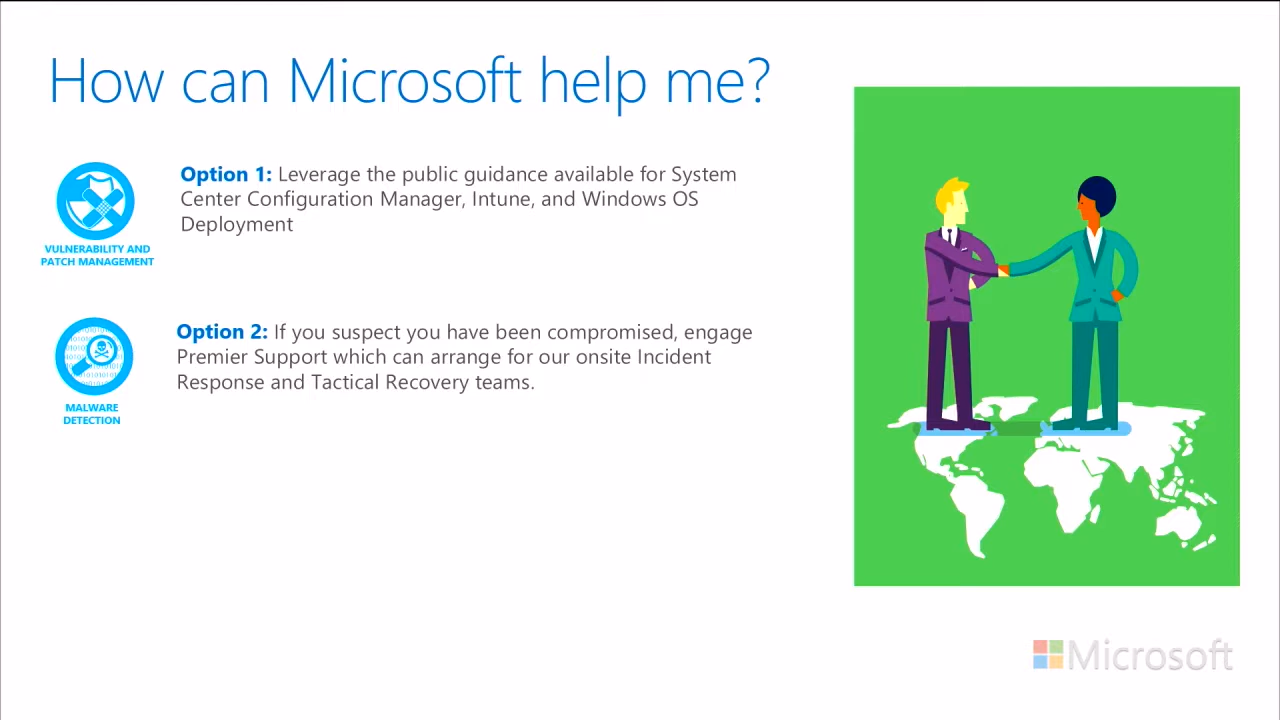 How can Microsoft help me?
Option 1: Leverage the public guidance available for System
Center Configuration Manager, Intune, and Windows OS
Deployment
VULNERABILITY AND
PATCH MANAGEMENT
Option 2: If you suspect you have been compromised, engage
Premier Support which can arrange for our onsite Incident
Response and Tactical Recovery teams.
MALWARE
DETECTION
Microsoft